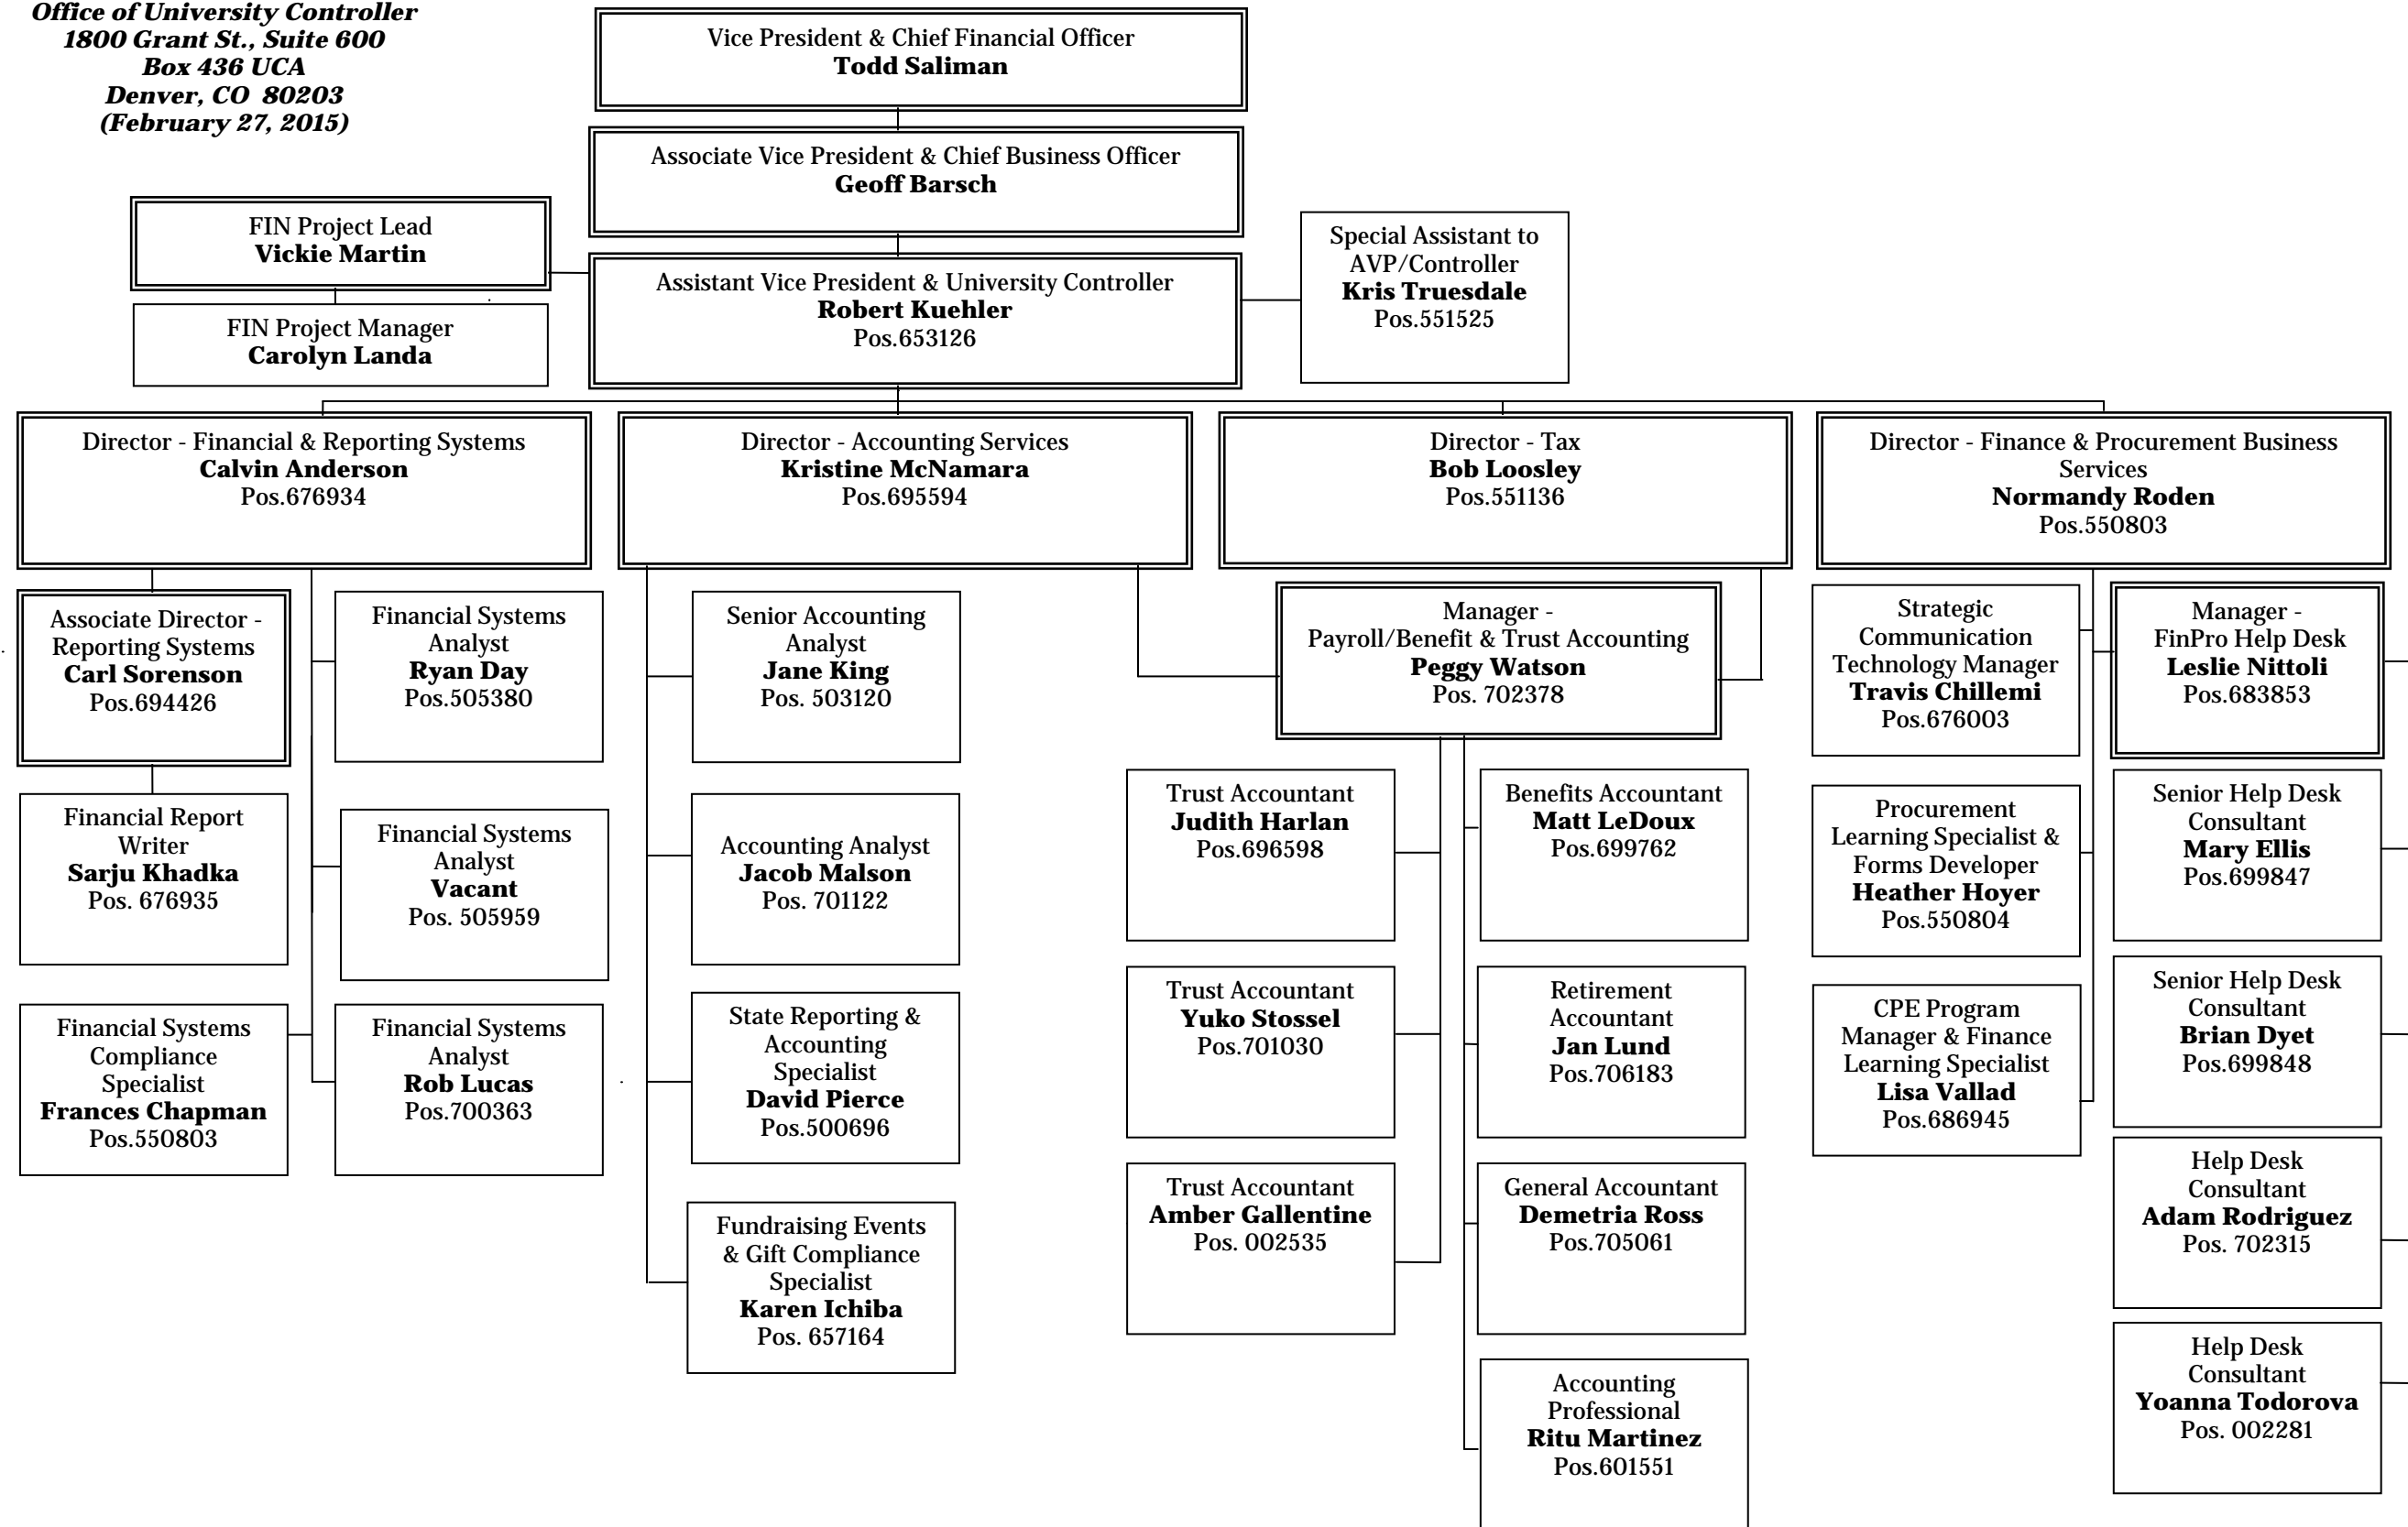 Office of University Controller
1800 Grant St., Suite 600
Box 436 UCA
Denver, CO  80203
(February 27, 2015)
Vice President & Chief Financial Officer
Todd Saliman
Associate Vice President & Chief Business Officer
Geoff Barsch
FIN Project Lead
Vickie Martin
FIN Project Manager
Carolyn Landa
Assistant Vice President & University Controller
Robert Kuehler
Pos.653126
Special Assistant to
AVP/Controller
Kris Truesdale
Pos.551525
Director - Financial & Reporting Systems
Calvin Anderson
Pos.676934
Director - Accounting Services
Kristine McNamara
Pos.695594
Director - Tax
Bob Loosley
Pos.551136
Director - Finance & Procurement Business
Services
Normandy Roden
Pos.550803
Associate Director -
Reporting Systems
Carl Sorenson
Pos.694426
Financial Report
Writer
Sarju Khadka
Pos. 676935
Financial Systems
Compliance
Specialist
Frances Chapman
Pos.550803
Financial Systems
Analyst
Ryan Day
Pos.505380
Financial Systems
Analyst
Vacant
Pos. 505959
Financial Systems
Analyst
Rob Lucas
Pos.700363
Senior Accounting
Analyst
Jane King
Pos. 503120
Accounting Analyst
Jacob Malson
Pos. 701122
State Reporting &
Accounting
Specialist
David Pierce
Pos.500696
Fundraising Events
& Gift Compliance
Specialist
Karen Ichiba
Pos. 657164
Manager -
Payroll/Benefit & Trust Accounting
Peggy Watson
Pos. 702378
Trust Accountant
Judith Harlan
Pos.696598
Trust Accountant
Yuko Stossel
Pos.701030
Trust Accountant
Amber Gallentine
Pos. 002535
Benefits Accountant
Matt LeDoux
Pos.699762
Retirement
Accountant
Jan Lund
Pos.706183
General Accountant
Demetria Ross
Pos.705061
Accounting
Professional
Ritu Martinez
Pos.601551
Strategic
Communication
Technology Manager
Travis Chillemi
Pos.676003
Procurement
Learning Specialist &
Forms Developer
Heather Hoyer
Pos.550804
CPE Program
Manager & Finance
Learning Specialist
Lisa Vallad
Pos.686945
Manager -
FinPro Help Desk
Leslie Nittoli
Pos.683853
Senior Help Desk
Consultant
Mary Ellis
Pos.699847
Senior Help Desk
Consultant
Brian Dyet
Pos.699848
Help Desk
Consultant
Adam Rodriguez
Pos. 702315
Help Desk
Consultant
Yoanna Todorova
Pos. 002281